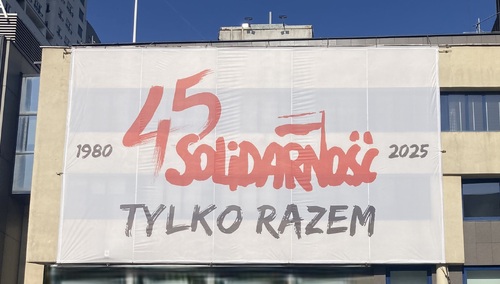 45
1980 SOLIDARNOŚĆ 2025
TYLKO RAZEM